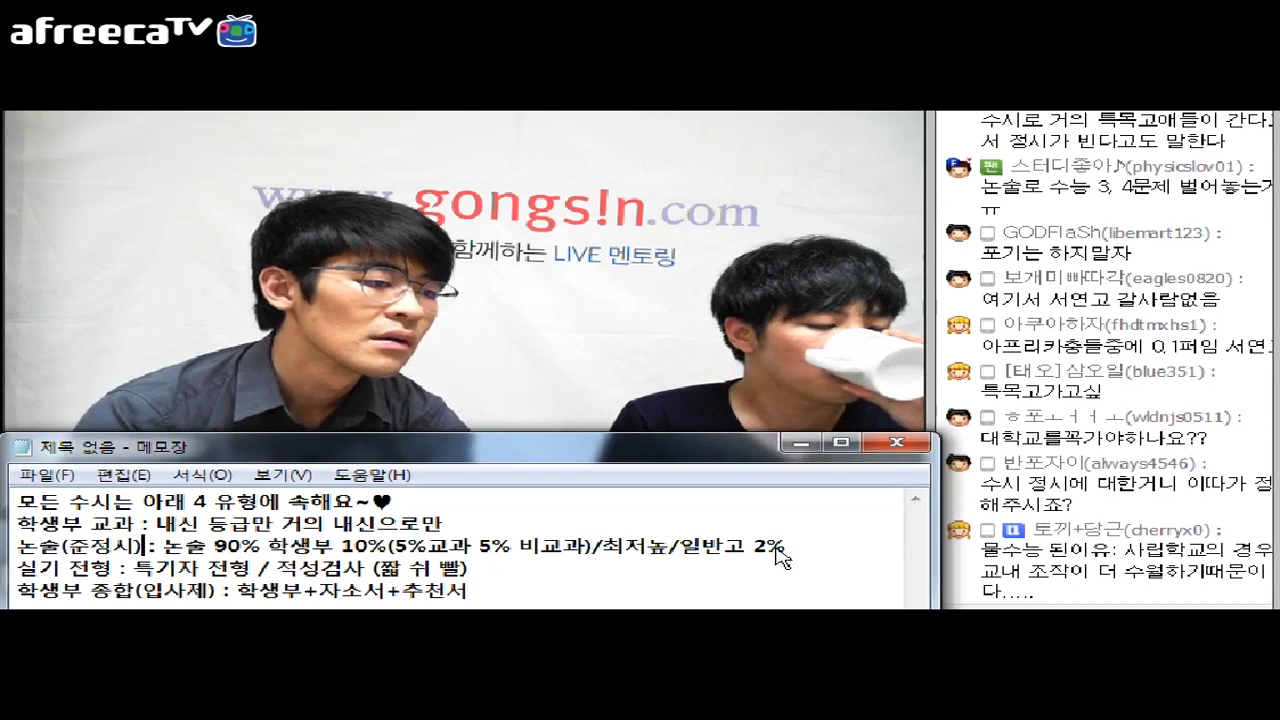 afreecaTV
www.gongs!n.com
함께하는 LIVE 멘토링
수시로 거의 특목고애들이 간다고
서 정시가 빈다고도 말한다
팬 스터디좋아♪(physicslov01) :
논술로 수능 3, 4문제 벌어놓는거
ㅠ
GODFlaSh(libemart123) :
포기는 하지말자
보개미빠따각(eagles0820) :
여기서 서연고 갈사람없음
아쿠아하자(fhdtmxhs1) :
아프리카충들중에 0.1퍼임 서연고
[태오]삼오일(blue351) :
특목고가고싶
ㅎ포ㅗㅓㅕㅗ(wldnjs0511) :
대학교를꼭가야하나요??
반포자이(always4546) :
수시 정시에 대한거니 이따가 정
해주시죠?
토끼+당근(cherryx0) :
물수능 된이유: 사립학교의 경우
교내 조작이 더 수월하기때문이
다.....
제목 없음 - 메모장
파일(F) 편집(E) 서식(O) 보기(V) 도움말(H)
모든 수시는 아래 4 유형에 속해요~♥
학생부 교과 : 내신 등급만 거의 내신으로만
논술(준정시) : 논술 90% 학생부 10%(5%교과 5% 비교과)/최저높/일반고 2%
실기 전형 : 특기자 전형 / 적성검사 (짧 쉬 빨)
학생부 종합(입사제) : 학생부+자소서+추천서